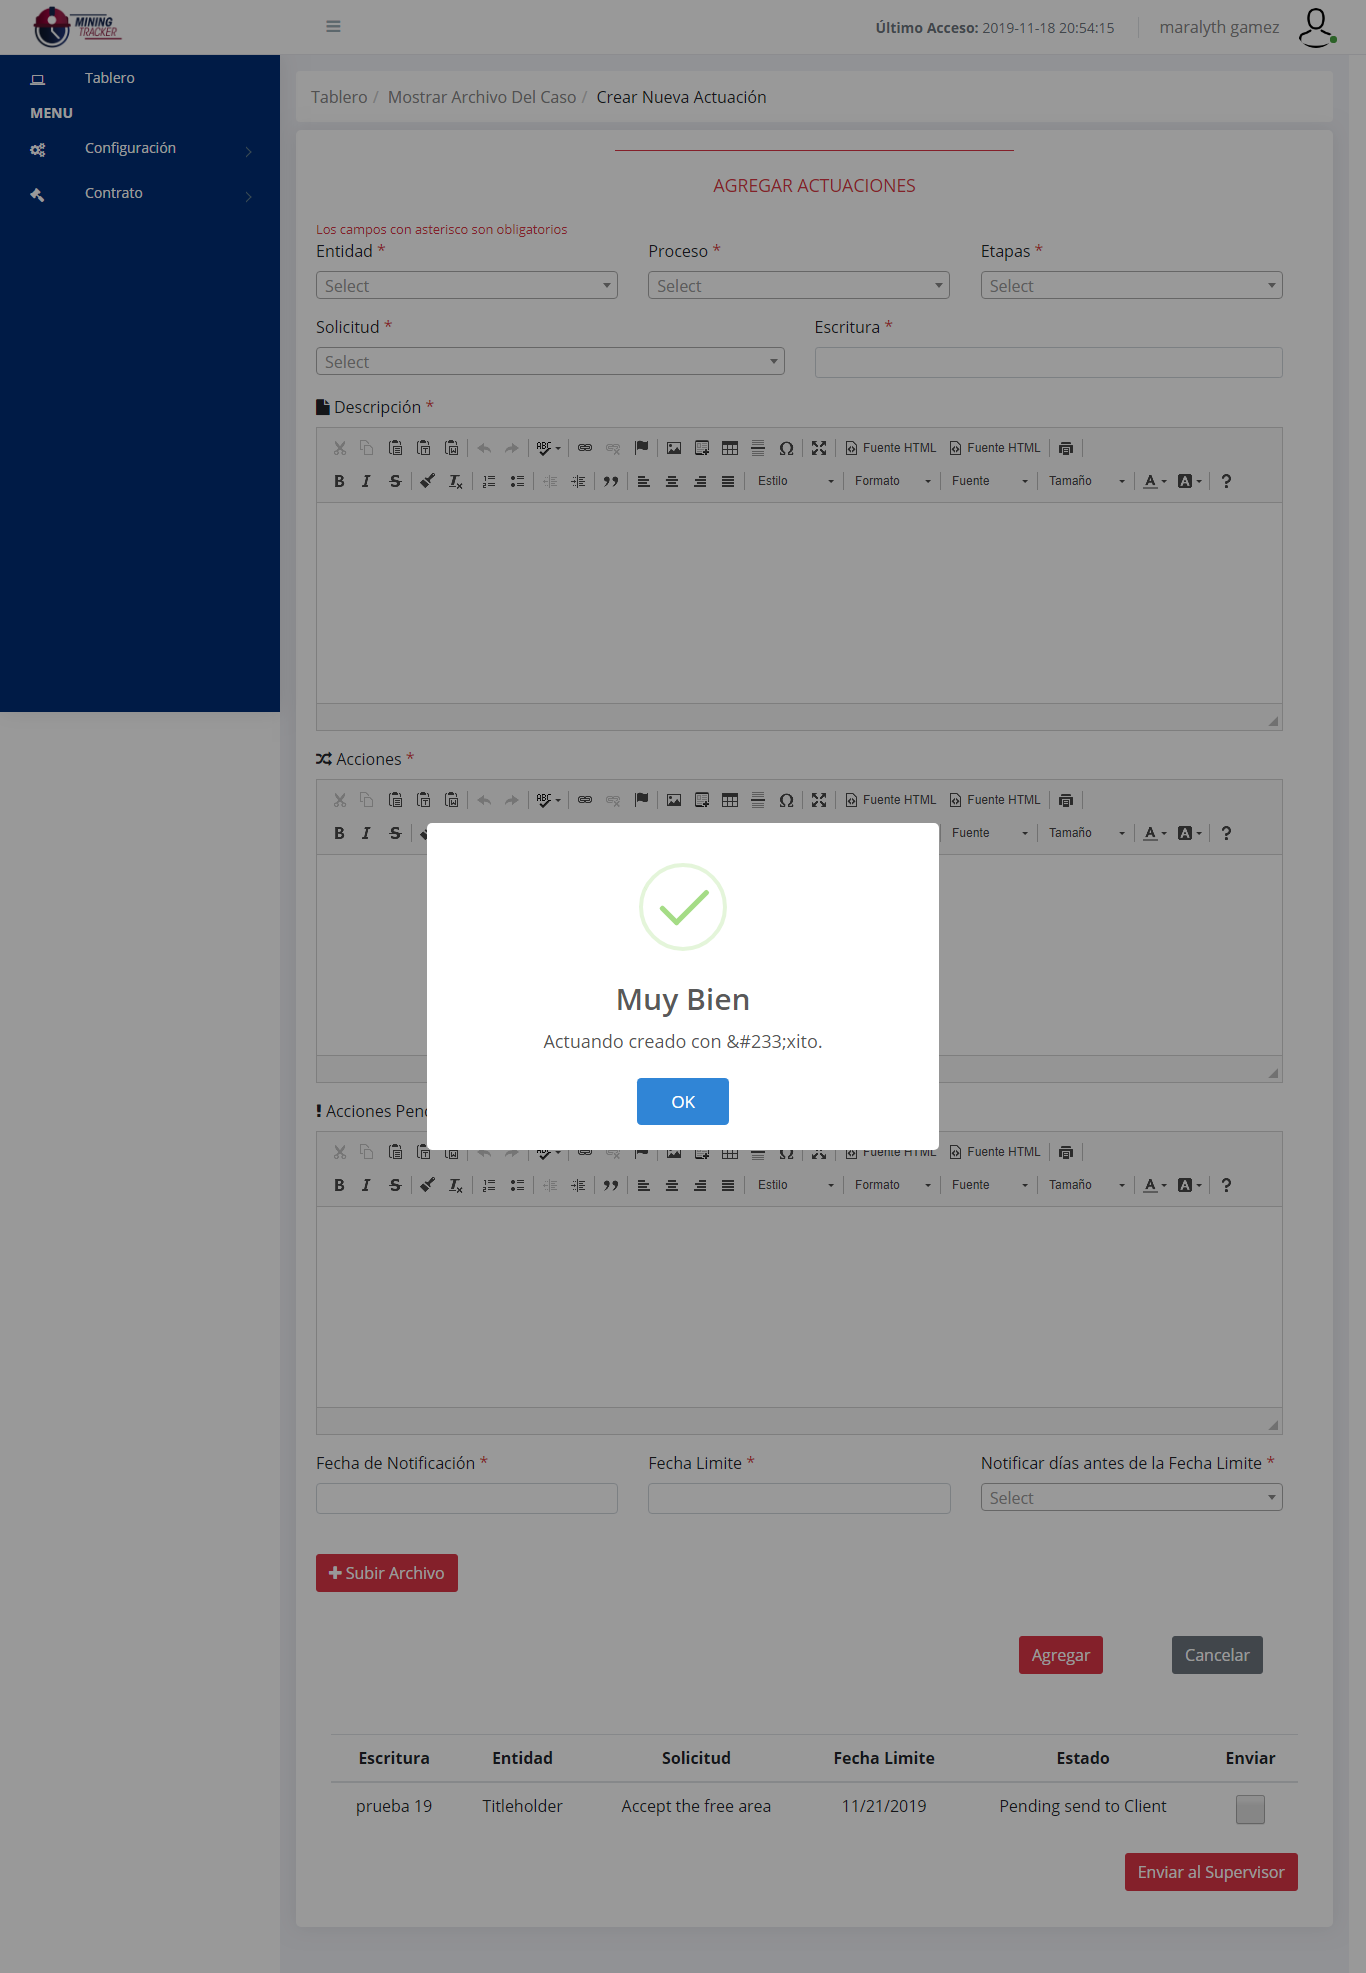 MINING
TRACKER
Último Acceso: 2019-11-18 20:54:15
maralyth gamez
Tablero
MENU
Configuración
Contrato
Tablero / Mostrar Archivo Del Caso / Crear Nueva Actuación
AGREGAR ACTUACIONES
Los campos con asterisco son obligatorios
Entidad * Proceso * Etapas *
Select Select Select
Solicitud * Escritura *
Select
Descripción *
ABC Fuente HTML Fuente HTML
B I S Estilo Formato Fuente Tamaño A A ?
Acciones *
ABC Fuente HTML Fuente HTML
B I S Fuente Tamaño A A ?
Muy Bien
Actuando creado con &#233;xito.
OK
Acciones
Fuente HTML Fuente HTML
B I S Estilo Formato Fuente Tamaño A A ?
Fecha de Notificación * Fecha Limite * Notificar días antes de la Fecha Limite *
Select
Subir Archivo
Agregar Cancelar
Escritura Entidad Solicitud Fecha Limite Estado Enviar
prueba 19 Titleholder Accept the free area 11/21/2019 Pending send to Client
Enviar al Supervisor